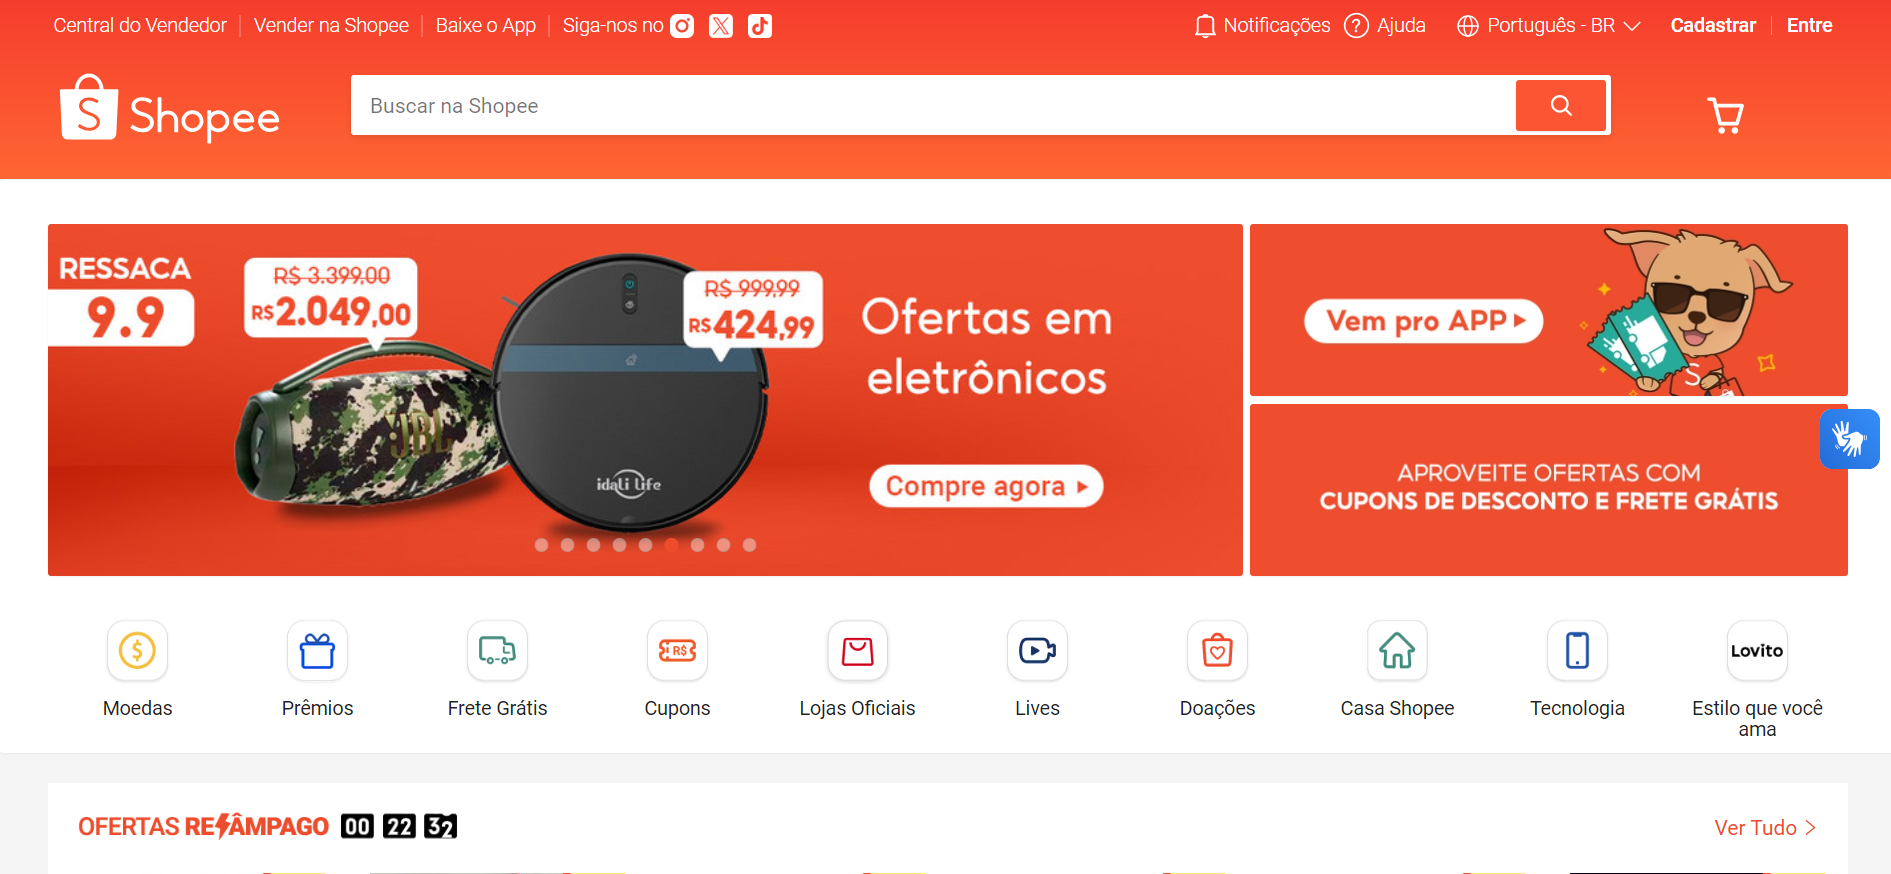 Central do Vendedor
Vender na Shopee
Baixe o App
Siga-nos no
Notificações
Ajuda
Português - BR
Cadastrar
Entre
S Shopee
Buscar na Shopee
RESSACA
9.9
R$ 3.399,00
R$2.049,00
R$ 999,99
R$424,99
JBL
idali life
Ofertas em
eletrônicos
Compre agora
Vem pro APP
S
APROVEITE OFERTAS COM
CUPONS DE DESCONTO E FRETE GRÁTIS
$
Moedas
Prêmios
Frete Grátis
R$
Cupons
Lojas Oficiais
Lives
Doações
Casa Shopee
Tecnologia
Lovito
Estilo que você
ama
OFERTAS RELÂMPAGO 00 22 32
Ver Tudo